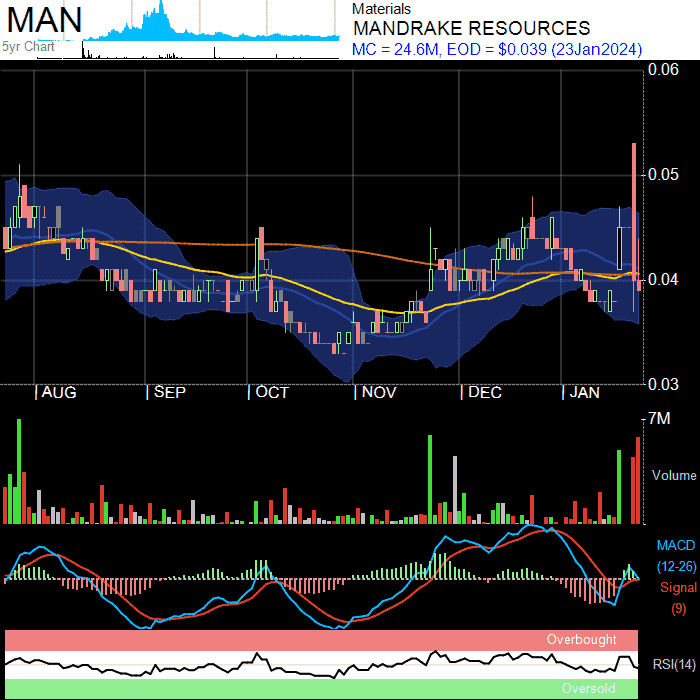 MAN
5yr Chart
Materials
MANDRAKE RESOURCES
MC = 24.6M, EOD = $0.039 (23Jan2024)
0.06
0.05
0.04
0.03
AUG SEP OCT NOV DEC JAN
7M
Volume
MACD
(12-26)
Signal
(9)
Overbought
RSI(14)
Oversold